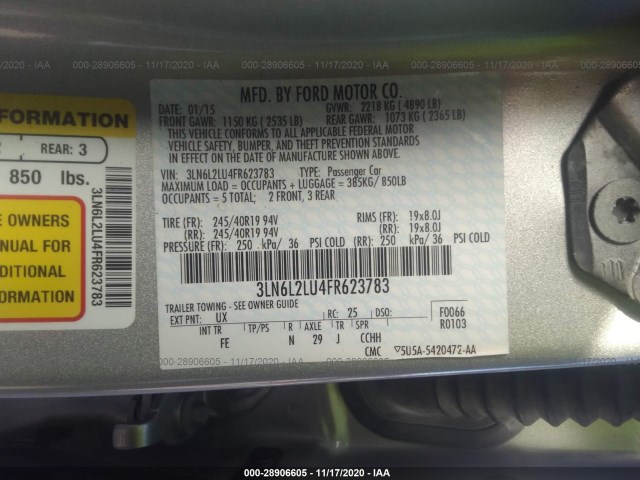 000-28906605 - 11/17/2020 - IAA
000-28906605 - 11/17/2020 - IAA
MFD. BY FORD MOTOR CO.
DATE: 01/15
GVWR: 2218 KG ( 4890 LB)
FRONT GAWR: 1150 KG ( 2535 LB)
REAR GAWR: 1073 KG ( 2365 LB)
THIS VEHICLE CONFORMS TO ALL APPLICABLE FEDERAL MOTOR
VEHICLE SAFETY, BUMPER, AND THEFT PREVENTION STANDARDS
IN EFFECT ON THE DATE OF MANUFACTURE SHOWN ABOVE.
VIN: 3LN6L2LU4FR623783
TYPE: Passenger Car
MAXIMUM LOAD = OCCUPANTS + LUGGAGE = 385KG/ 850LB
OCCUPANTS = 5 TOTAL; 2 FRONT, 3 REAR
TIRE (FR): 245/40R19 94V
RIMS (FR): 19x8.0J
(RR): 245/40R19 94V
(RR): 19x8.0J
PRESSURE (FR): 250 kPa/ 36 PSI COLD (RR): 250 kPa/ 36 PSI COLD
3LN6L2LU4FR623783
TRAILER TOWING - SEE OWNER GUIDE
EXT PNT: UX RC: 25 DSO:
F0066
R0103
INT TR TP/PS R AXLE TR SPR
FE N 29 J CCHH
CMC 5U5A-5420472-AA
FORMATION
REAR: 3
850 lbs.
E OWNERS
ANUAL FOR
DDITIONAL
FORMATION
3LN6L2LU4FR623783
000-28906605 - 11/17/2020 - IAA
000-28906605 - 11/17/2020 - IAA
000-28906605 - 11/17/2020 - IAA